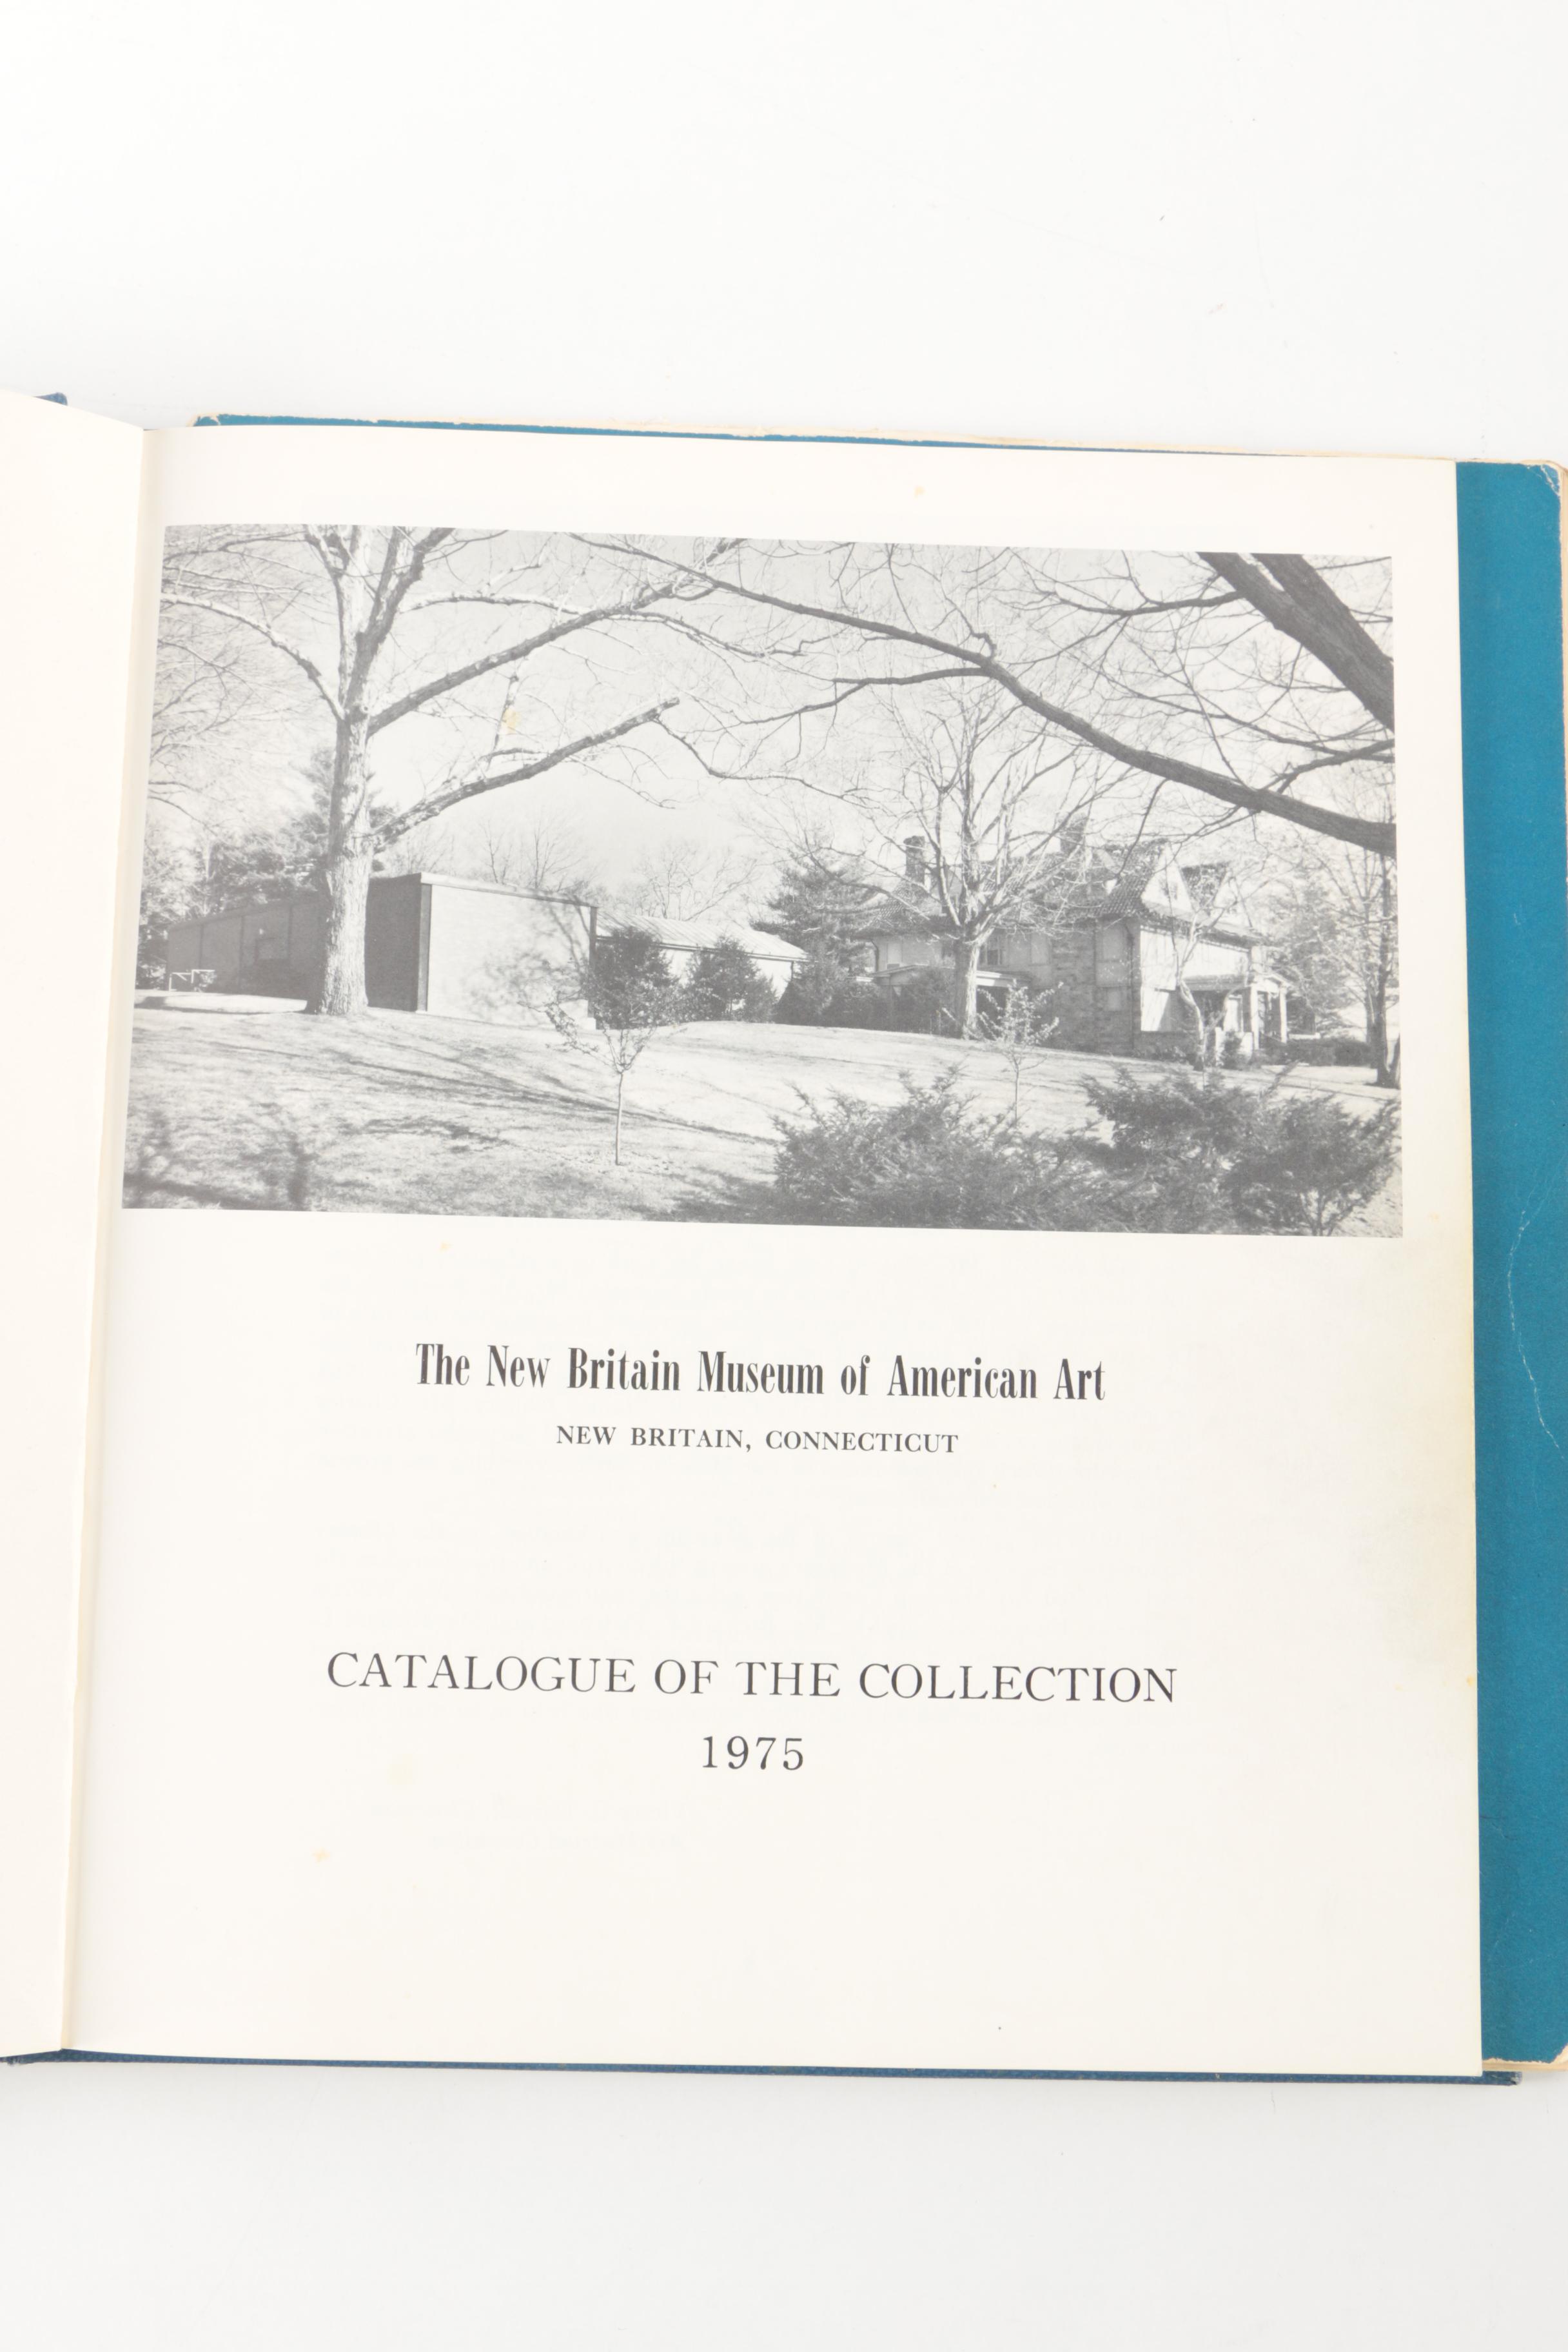 The New Britain Museum of American Art
NEW BRITAIN, CONNECTICUT
CATALOGUE OF THE COLLECTION
1975